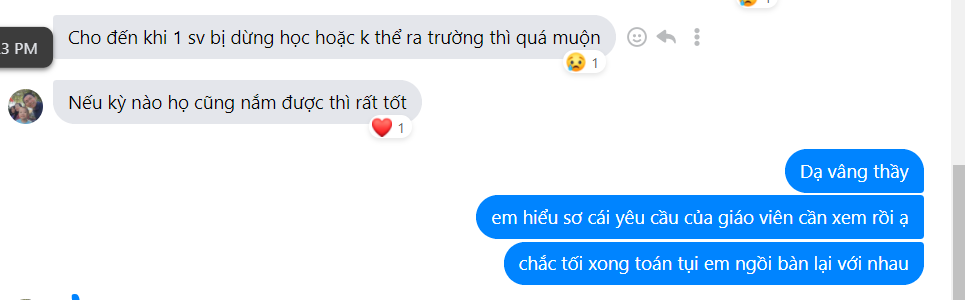 1
3 PM
Cho đến khi 1 sv bị dừng học hoặc k thể ra trường thì quá muộn
1
Nếu kỳ nào họ cũng nắm được thì rất tốt
1
Dạ vâng thầy
em hiểu sơ cái yêu cầu của giáo viên cần xem rồi ạ
chắc tối xong toán tụi em ngồi bàn lại với nhau